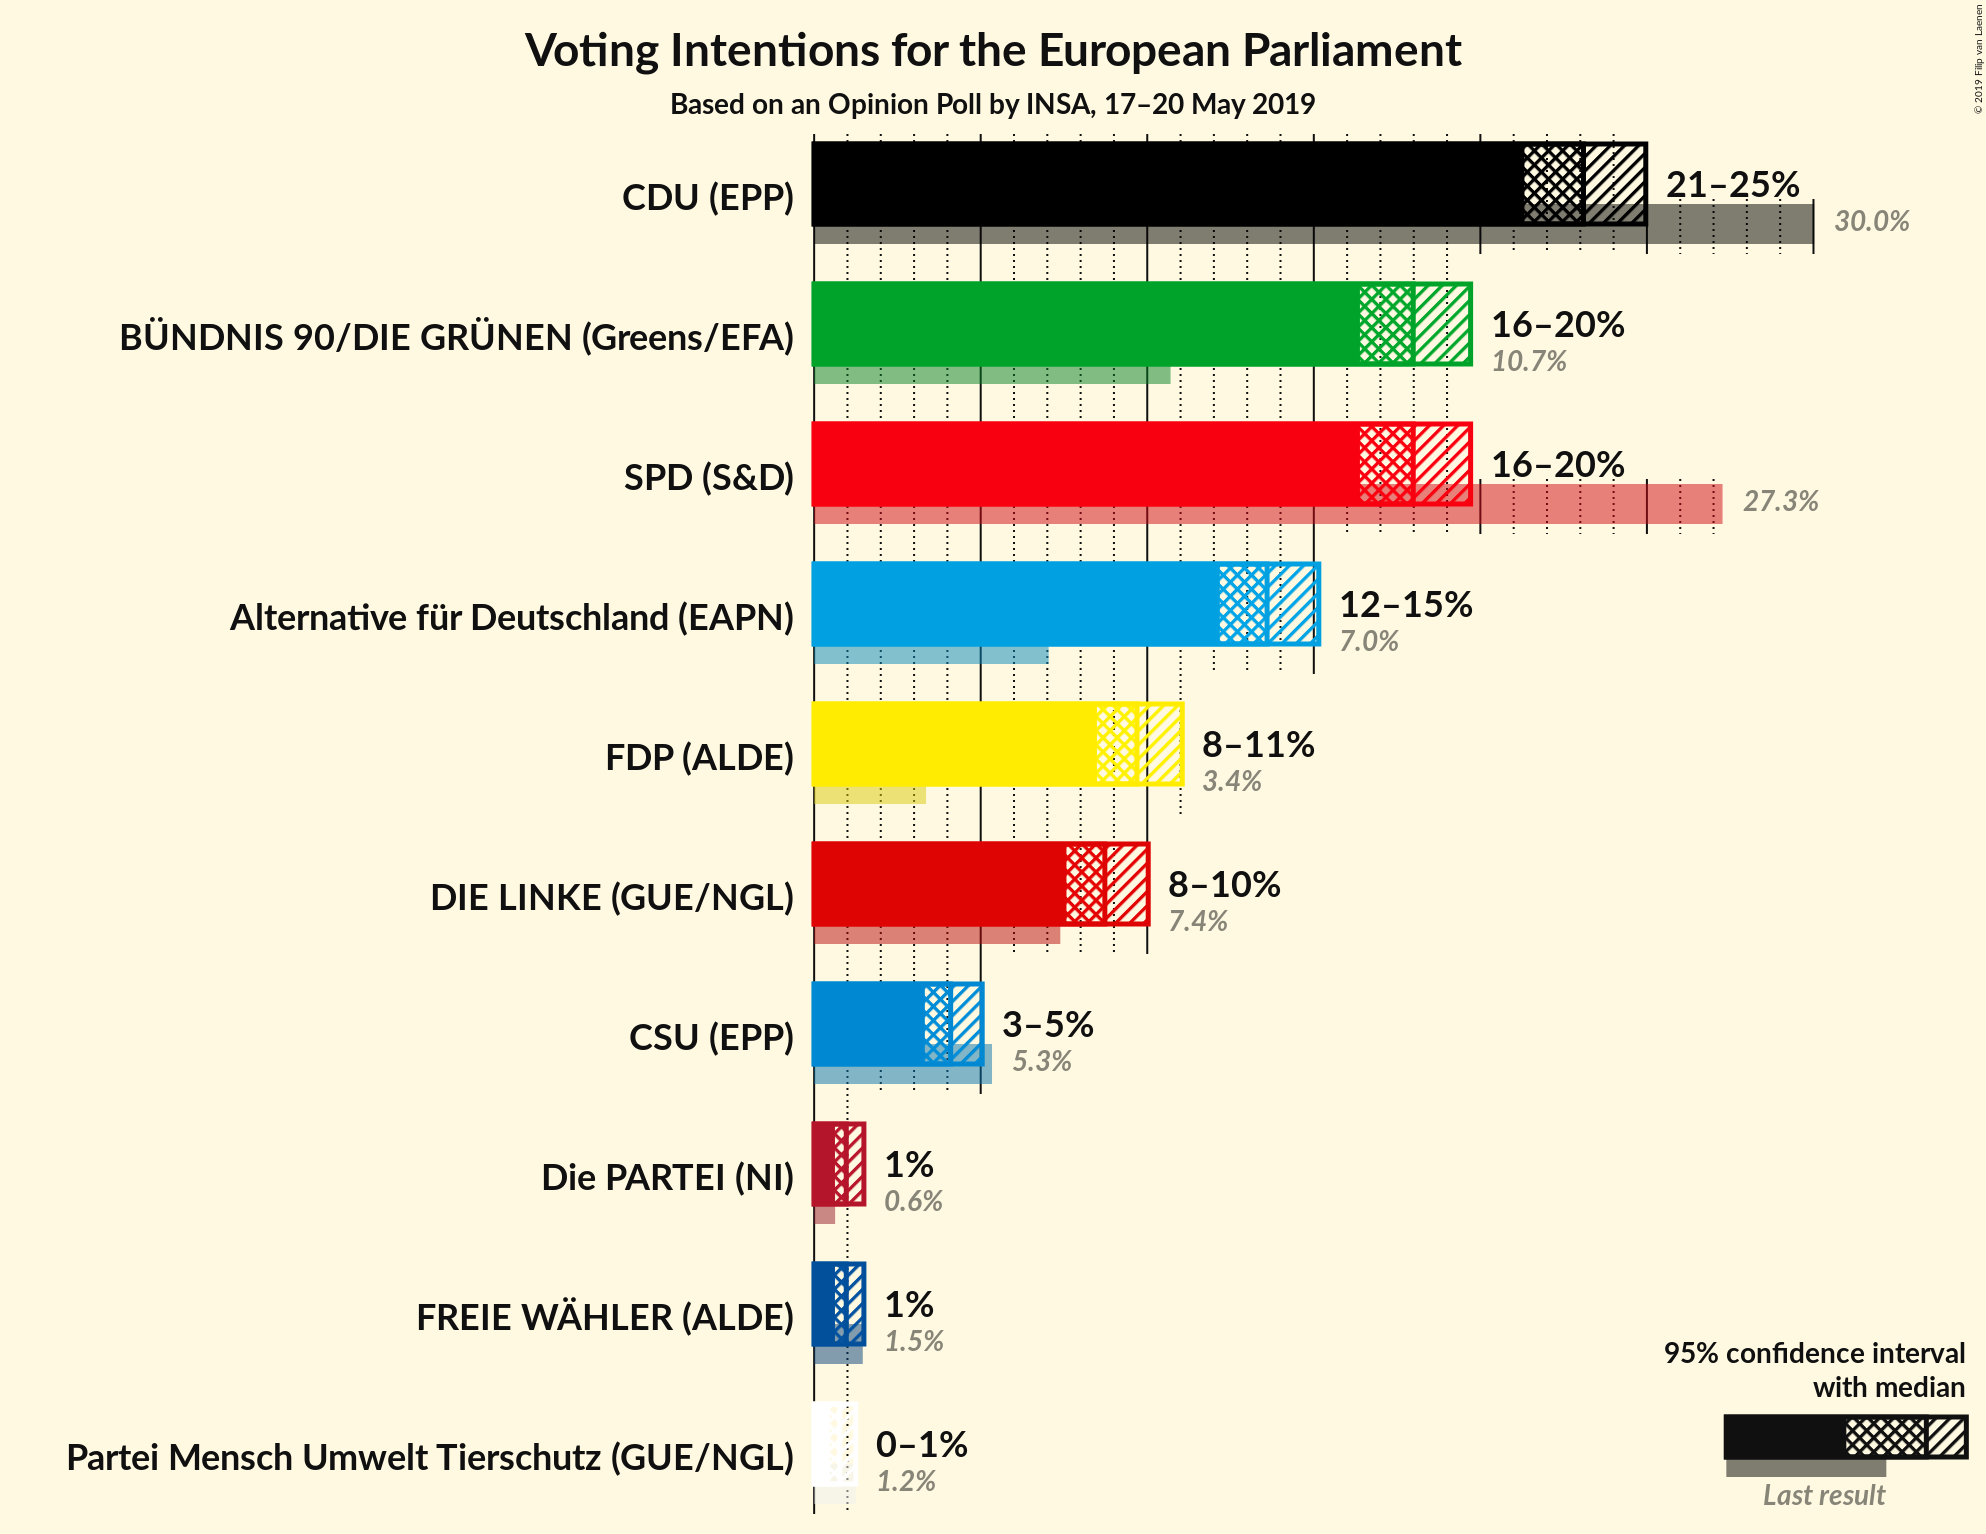 © 2019 Filip van Laenen
Voting Intentions for the European Parliament
Based on an Opinion Poll by INSA, 17–20 May 2019
CDU (EPP)
21–25%
30.0%
BÜNDNIS 90/DIE GRÜNEN (Greens/EFA)
16–20%
10.7%
SPD (S&D)
16–20%
27.3%
Alternative für Deutschland (EAPN)
12–15%
7.0%
FDP (ALDE)
8–11%
3.4%
DIE LINKE (GUE/NGL)
8–10%
7.4%
CSU (EPP)
3–5%
5.3%
Die PARTEI (NI)
1%
0.6%
FREIE WÄHLER (ALDE)
1%
1.5%
Partei Mensch Umwelt Tierschutz (GUE/NGL)
0–1%
1.2%
95% confidence interval
with median
Last result